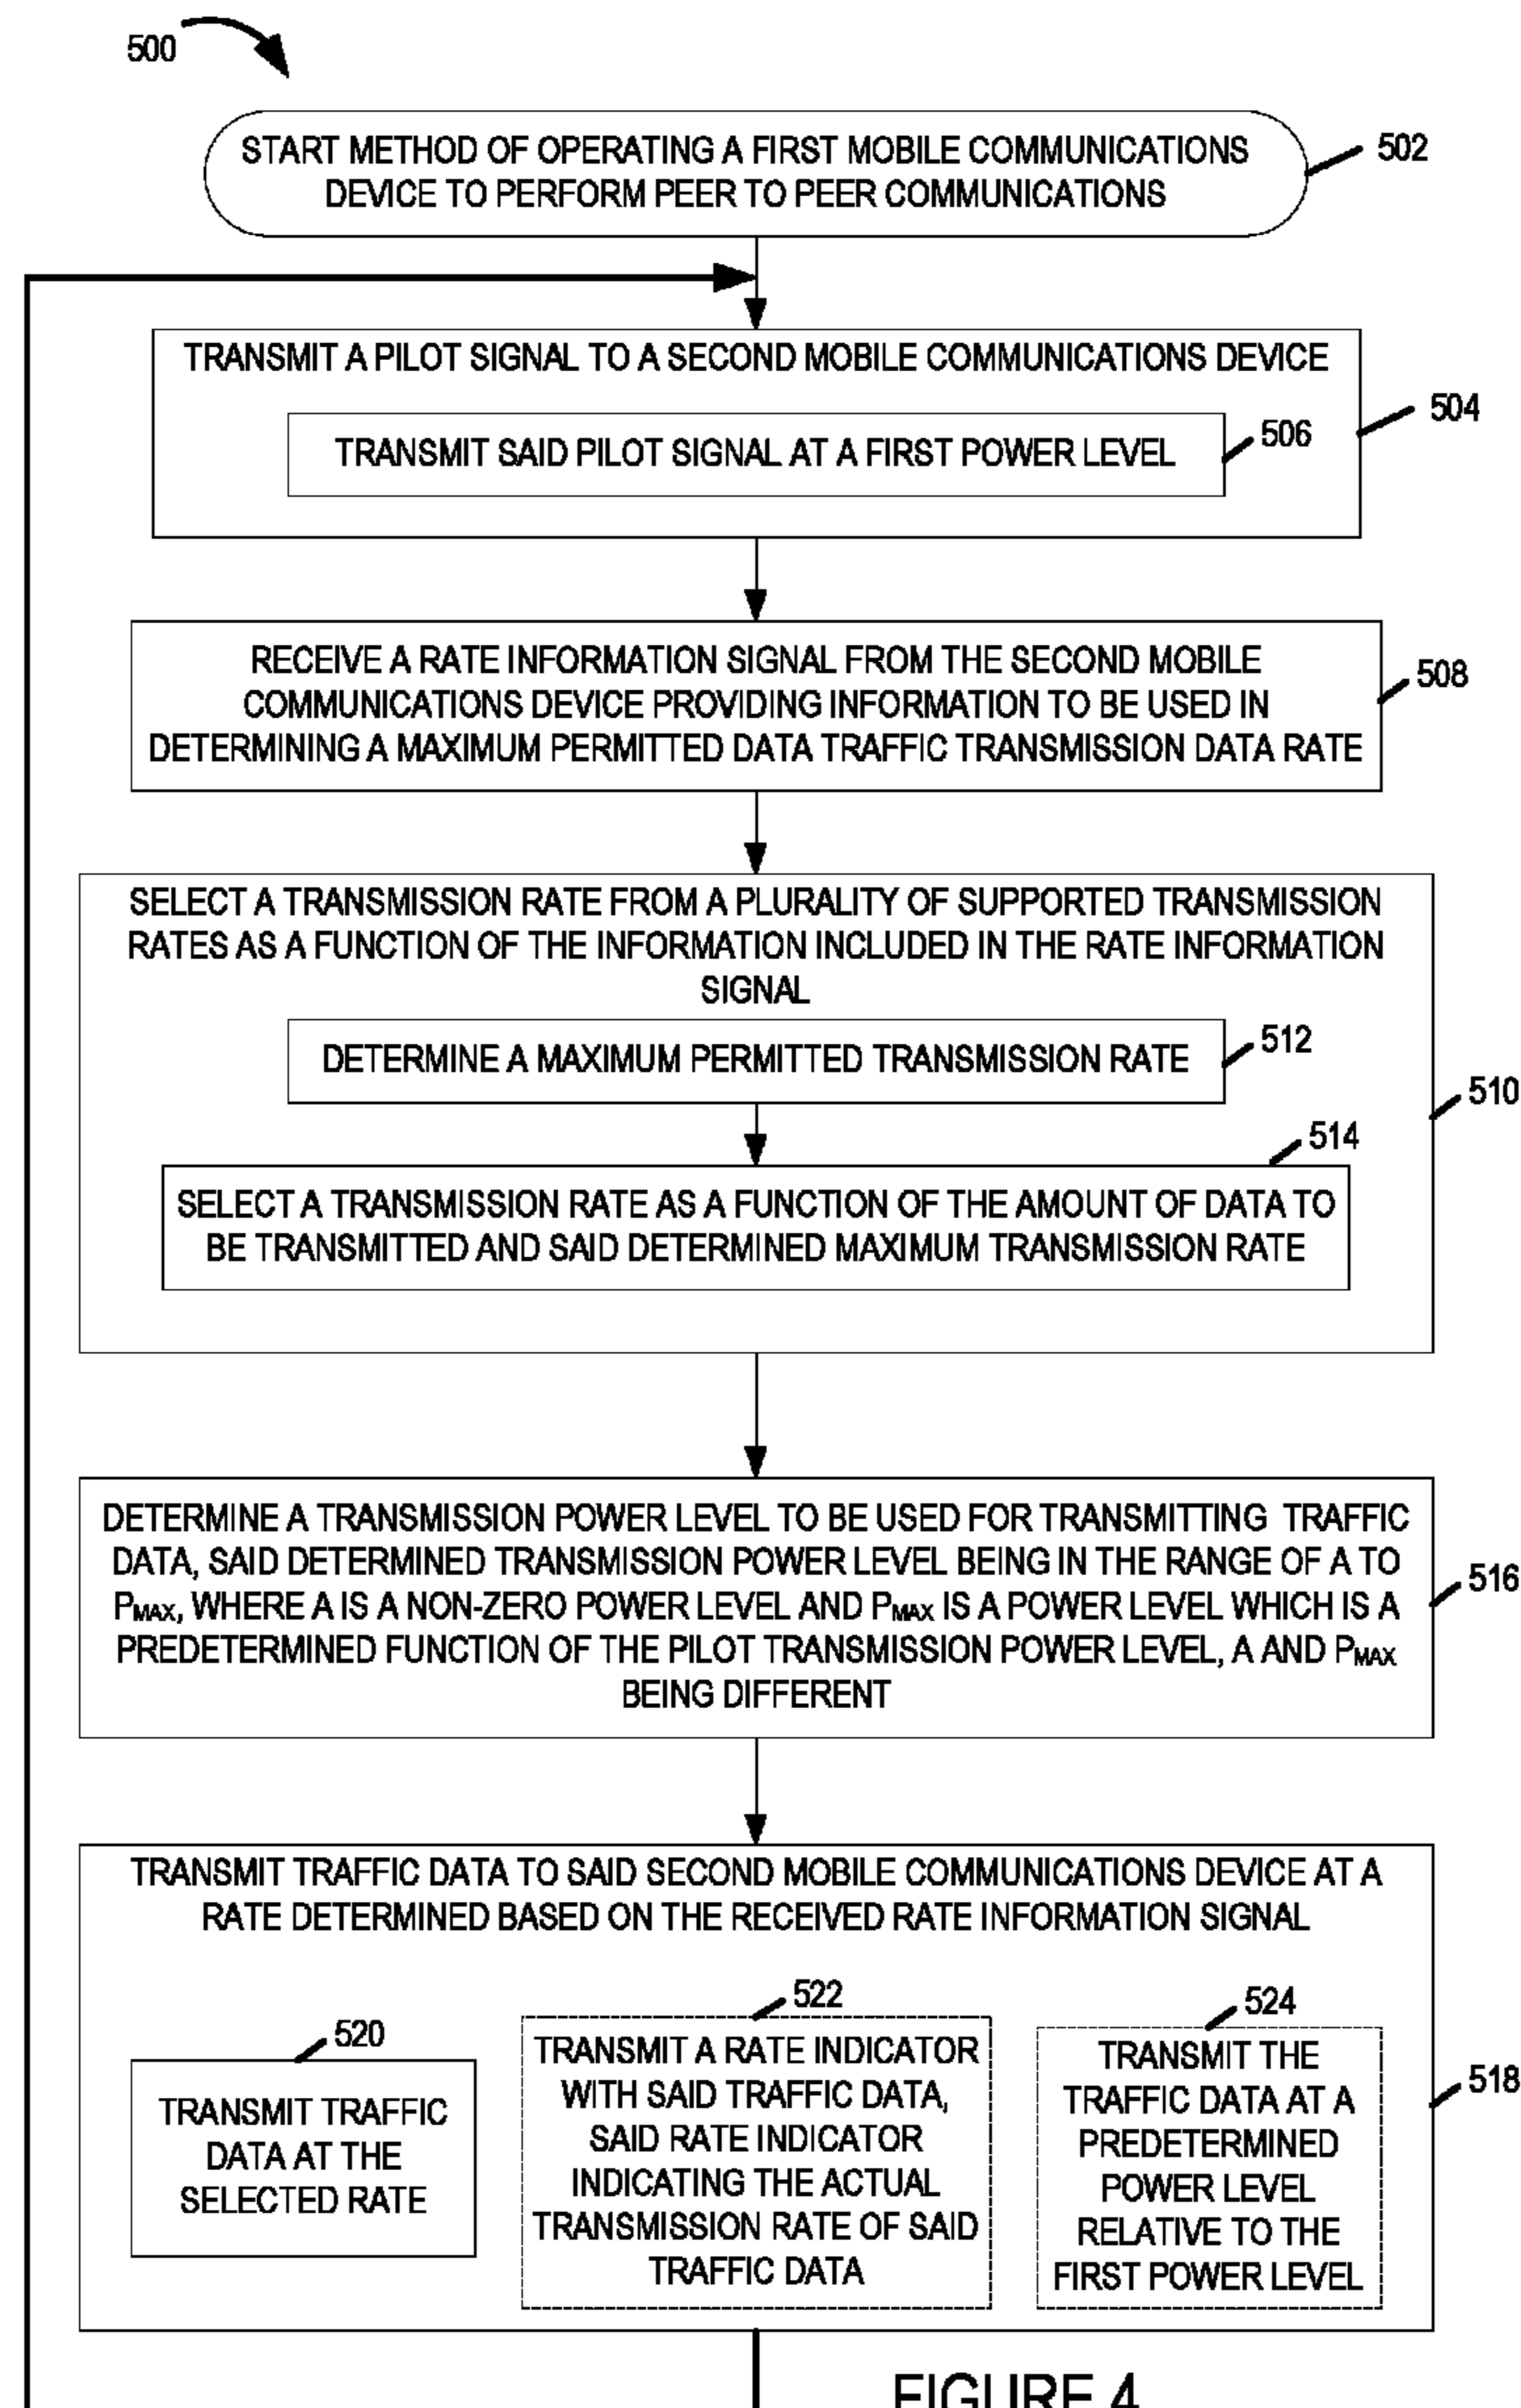 500
START METHOD OF OPERATING A FIRST MOBILE COMMUNICATIONS
DEVICE TO PERFORM PEER TO PEER COMMUNICATIONS
502
TRANSMIT A PILOT SIGNAL TO A SECOND MOBILE COMMUNICATIONS DEVICE
504
TRANSMIT SAID PILOT SIGNAL AT A FIRST POWER LEVEL
506
RECEIVE A RATE INFORMATION SIGNAL FROM THE SECOND MOBILE
COMMUNICATIONS DEVICE PROVIDING INFORMATION TO BE USED IN
DETERMINING A MAXIMUM PERMITTED DATA TRAFFIC TRANSMISSION DATA RATE
508
SELECT A TRANSMISSION RATE FROM A PLURALITY OF SUPPORTED TRANSMISSION
RATES AS A FUNCTION OF THE INFORMATION INCLUDED IN THE RATE INFORMATION
SIGNAL
DETERMINE A MAXIMUM PERMITTED TRANSMISSION RATE
512
510
514
SELECT A TRANSMISSION RATE AS A FUNCTION OF THE AMOUNT OF DATA TO
BE TRANSMITTED AND SAID DETERMINED MAXIMUM TRANSMISSION RATE
DETERMINE A TRANSMISSION POWER LEVEL TO BE USED FOR TRANSMITTING TRAFFIC
DATA, SAID DETERMINED TRANSMISSION POWER LEVEL BEING IN THE RANGE OF A TO
PMAX, WHERE A IS A NON-ZERO POWER LEVEL AND PMAX IS A POWER LEVEL WHICH IS A
PREDETERMINED FUNCTION OF THE PILOT TRANSMISSION POWER LEVEL, A AND PMAX
BEING DIFFERENT
516
TRANSMIT TRAFFIC DATA TO SAID SECOND MOBILE COMMUNICATIONS DEVICE AT A
RATE DETERMINED BASED ON THE RECEIVED RATE INFORMATION SIGNAL
518
520
TRANSMIT TRAFFIC
DATA AT THE
SELECTED RATE
522
TRANSMIT A RATE INDICATOR
WITH SAID TRAFFIC DATA,
SAID RATE INDICATOR
INDICATING THE ACTUAL
TRANSMISSION RATE OF SAID
TRAFFIC DATA
524
TRANSMIT THE
TRAFFIC DATA AT A
PREDETERMINED
POWER LEVEL
RELATIVE TO THE
FIRST POWER LEVEL
FIGURE 4